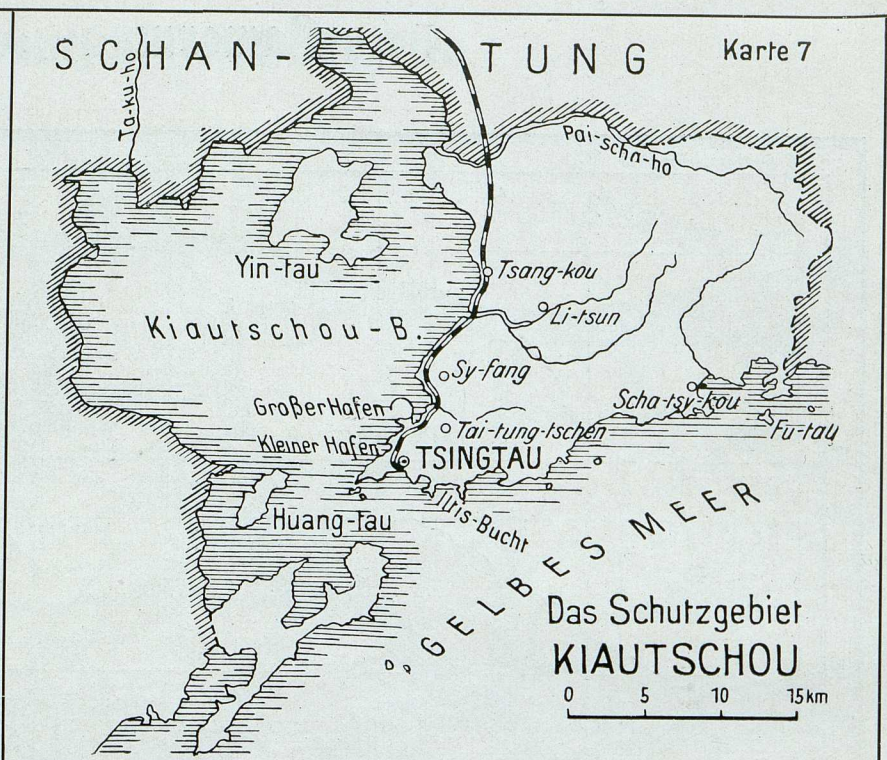 SCHAN-TUNG
Karte 7
Ta-ku-ho
Pai-scha-ho
Yin-tau
Tsang-kou
Kiautschou-B.
Li-tsun
Sy-fang
Scha-tsy-kou
Großer Hafen
Tai-tung-tschen
Fu-tau
Kleiner Hafen
TSINGTAU
Huang-tau
Iltis-Bucht
GELBES MEER
Das Schutzgebiet
KIAUTSCHOU
0 5 10 15 km